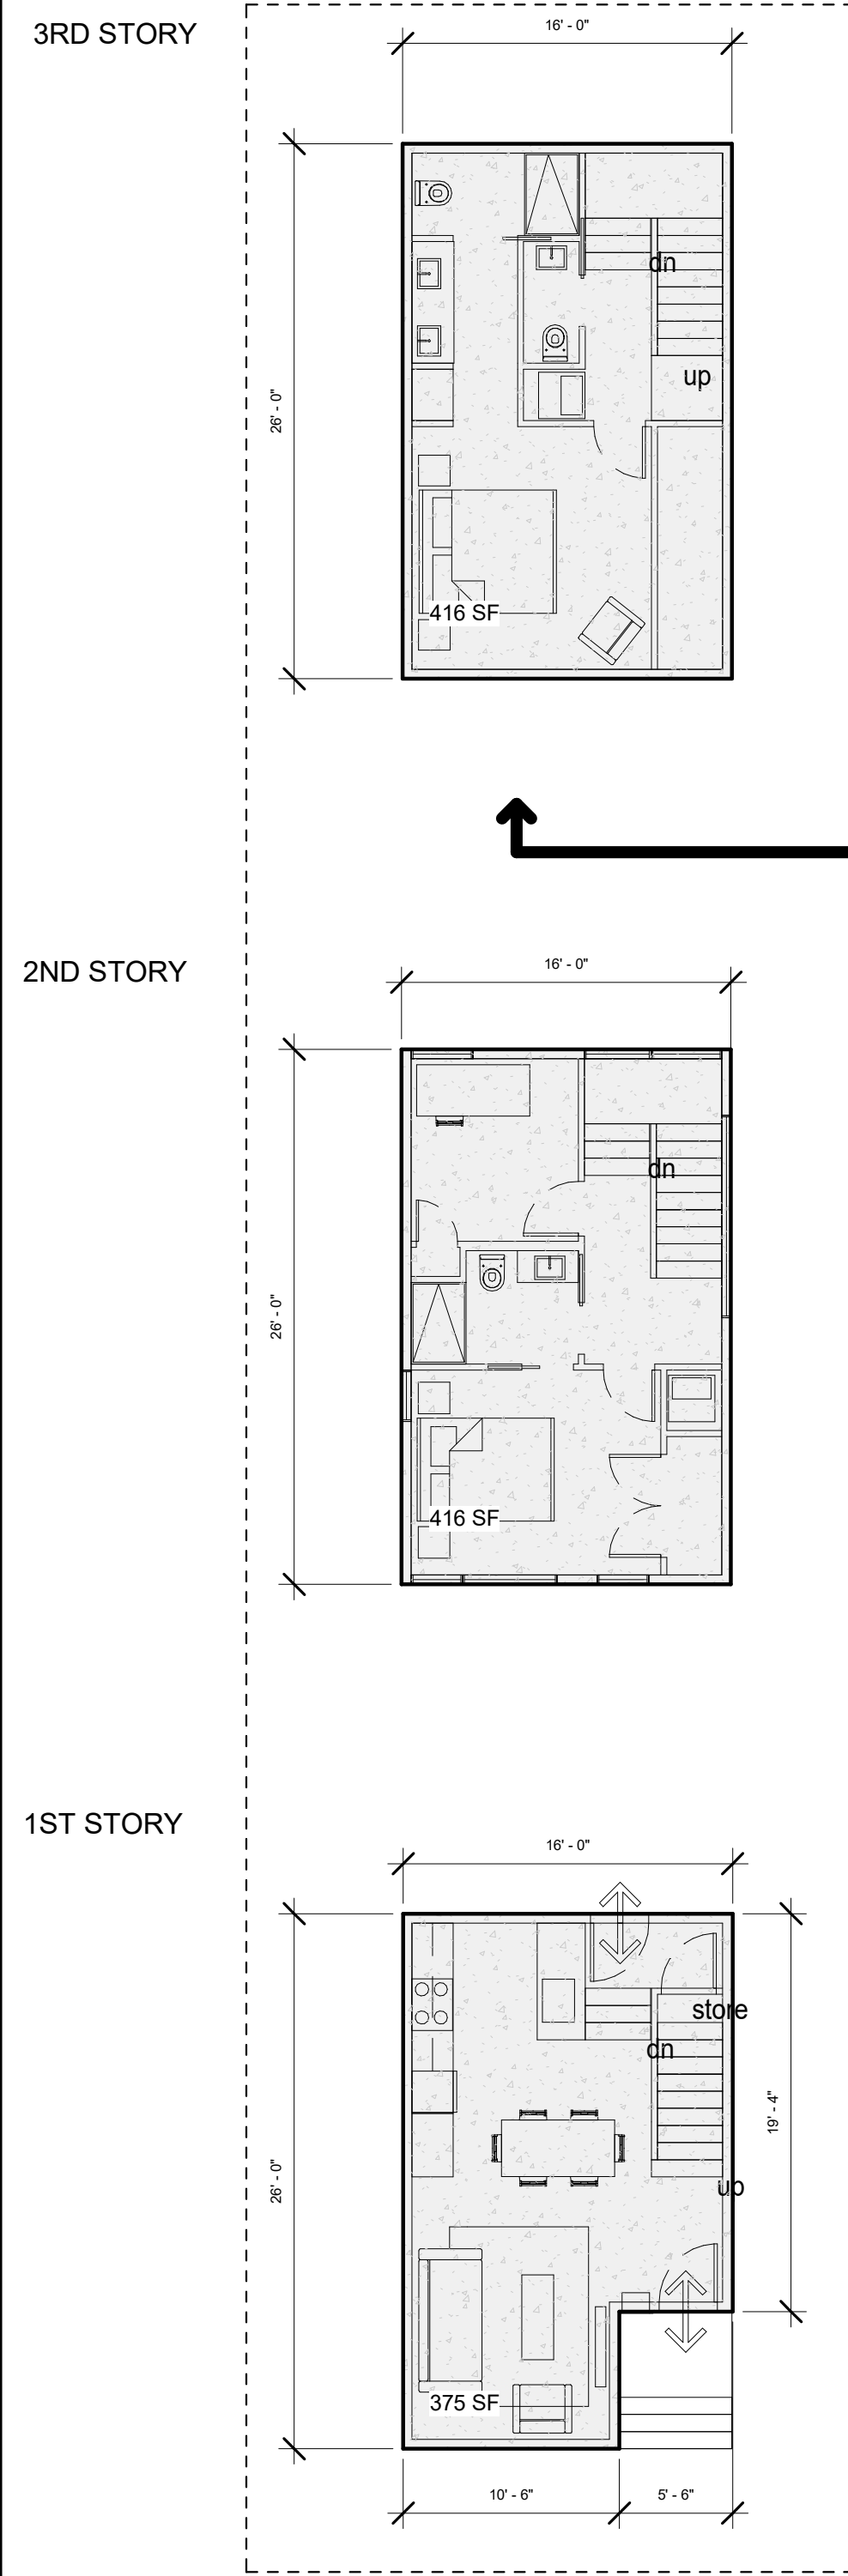 3RD STORY
16' - 0"
26' - 0"
dn
up
416 SF
2ND STORY
16' - 0"
26' - 0"
dn
416 SF
1ST STORY
16' - 0"
26' - 0"
store
dn
19' - 4"
up
375 SF
10' - 6"
5' - 6"